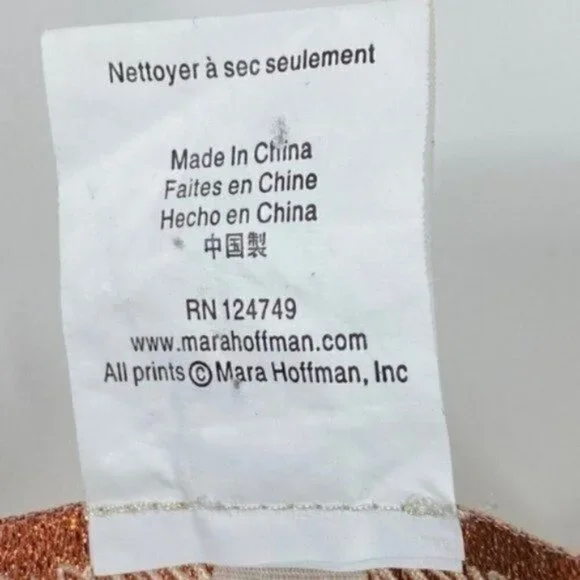 Nettoyer à sec seulement
Made In China
Faites en Chine
Hecho en China
中国製
RN 124749
www.marahoffman.com
All prints © Mara Hoffman, Inc